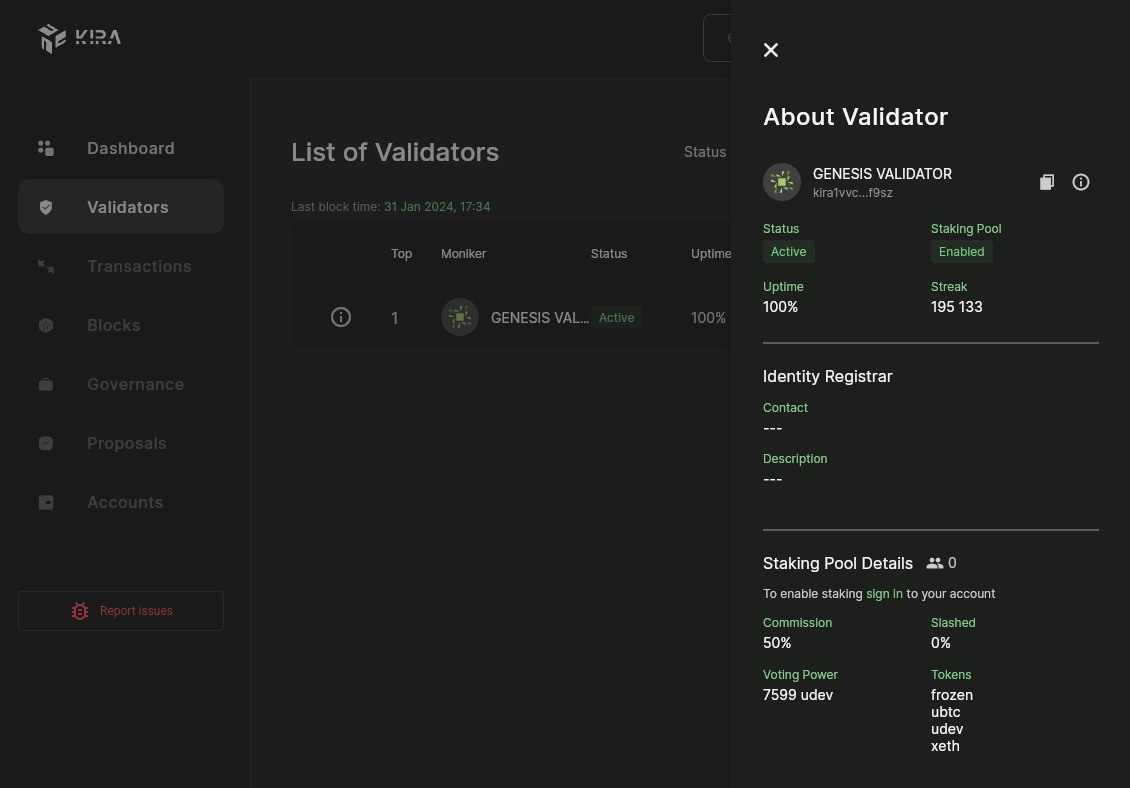 KIRA
Dashboard
Validators
Transactions
Blocks
Governance
Proposals
Accounts
Report issues
List of Validators
Status
Last block time: 31 Jan 2024, 17:34
Top Moniker Status Uptime
1 GENESIS VAL... Active 100%
About Validator
GENESIS VALIDATOR
kira1vvc...f9sz
Status Staking Pool
Active Enabled
Uptime Streak
100% 195 133
Identity Registrar
Contact
---
Description
---
Staking Pool Details 0
To enable staking sign in to your account
Commission Slashed
50% 0%
Voting Power Tokens
7599 udev frozen
ubtc
udev
xeth